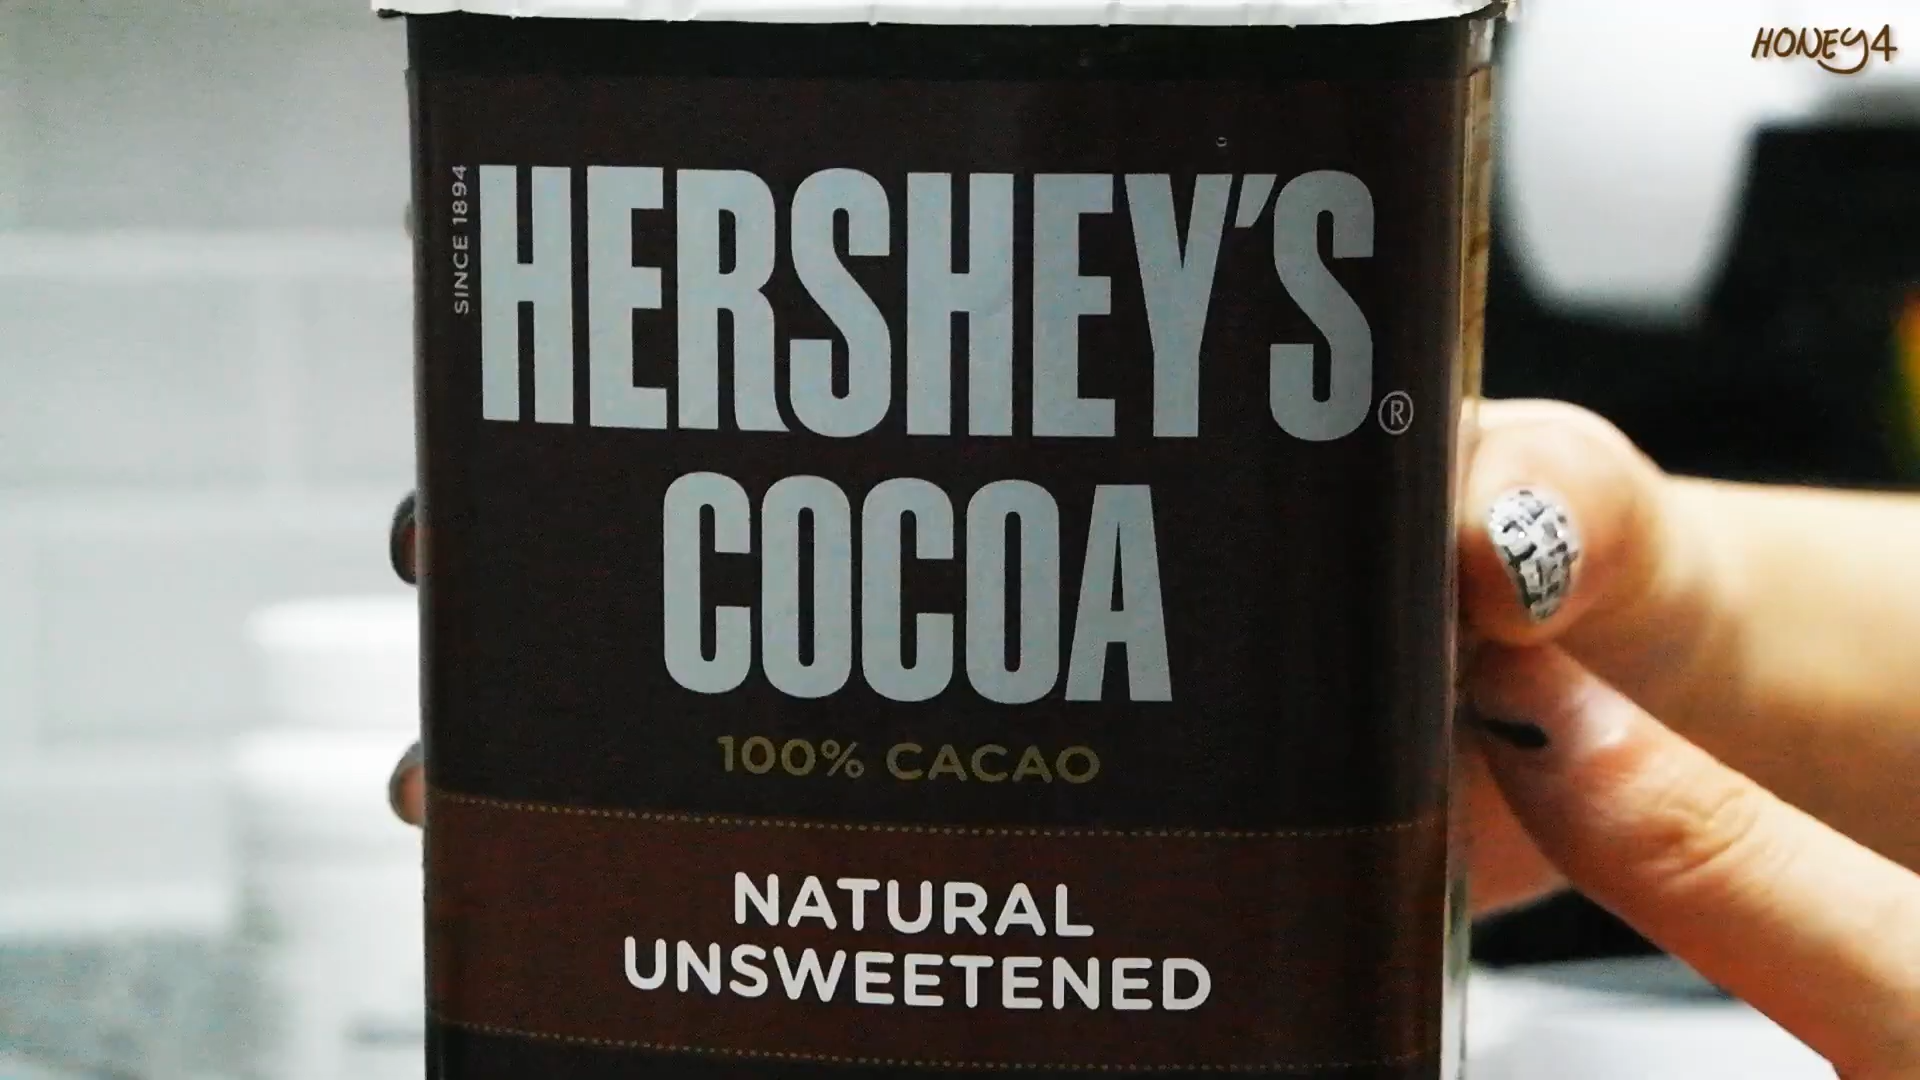 HONEY4
SINCE 1894
HERSHEY'S®
COCOA
100% CACAO
NATURAL
UNSWEETENED